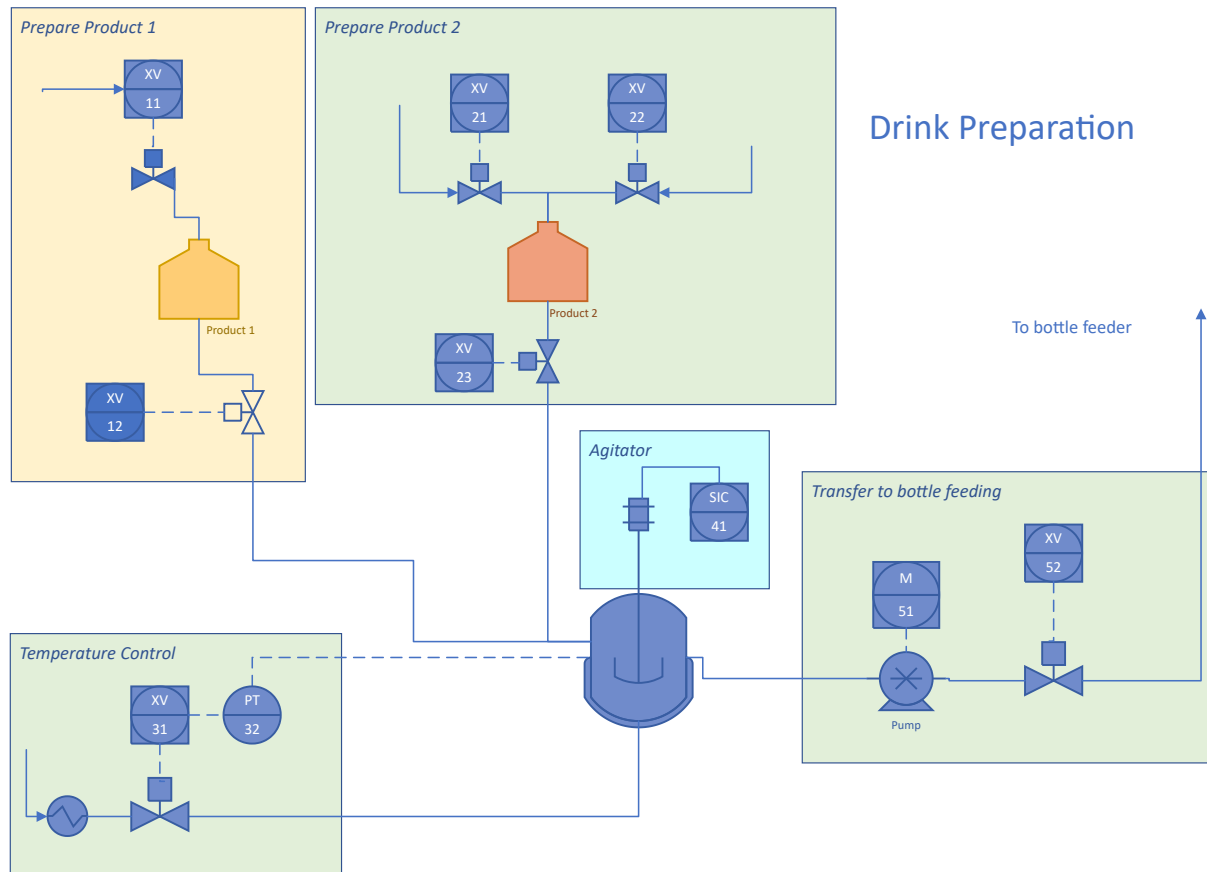 Prepare Product 1
XV
11
Product 1
XV
12
Prepare Product 2
XV
21
XV
22
Product 2
XV
23
Drink Preparation
To bottle feeder
Agitator
SIC
41
Transfer to bottle feeding
M
51
Pump
XV
52
Temperature Control
XV
31
PT
32